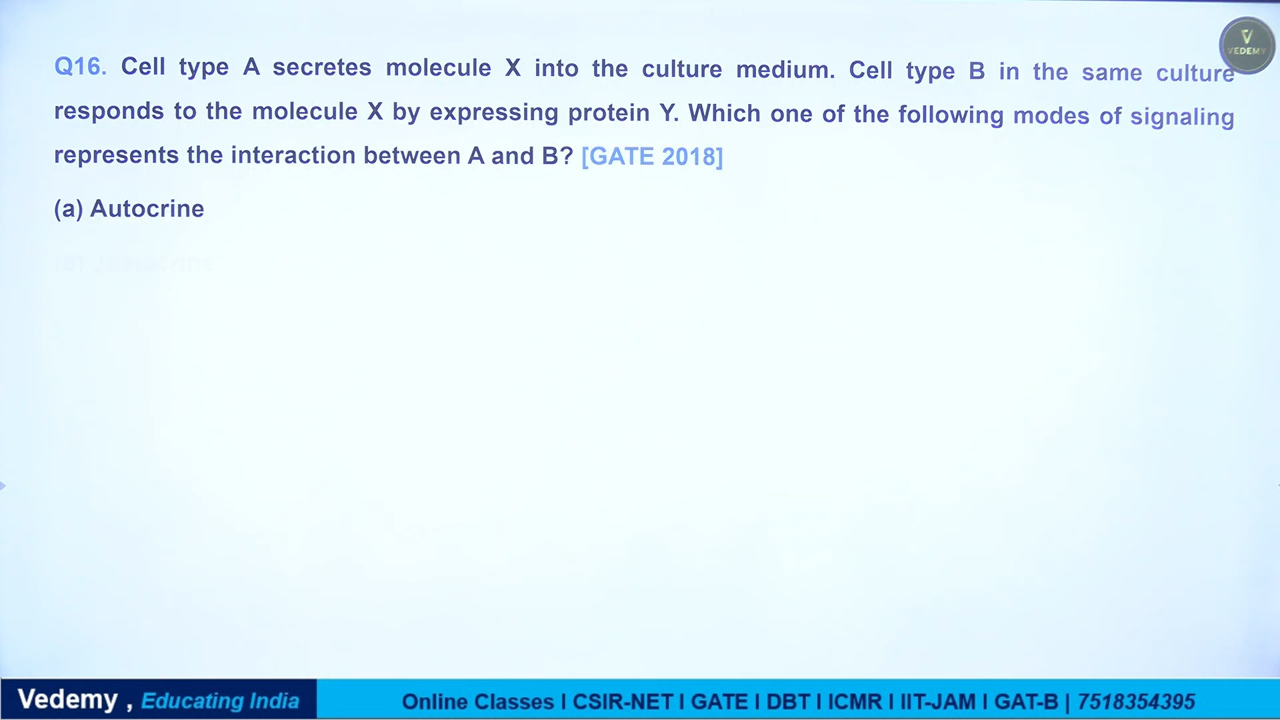 V
VEDEMY
Q16. Cell type A secretes molecule X into the culture medium. Cell type B in the same culture
responds to the molecule X by expressing protein Y. Which one of the following modes of signaling
represents the interaction between A and B? [GATE 2018]
(a) Autocrine
Vedemy , Educating India
Online Classes I CSIR-NET I GATE I DBT I ICMR I IIT-JAM I GAT-B | 7518354395